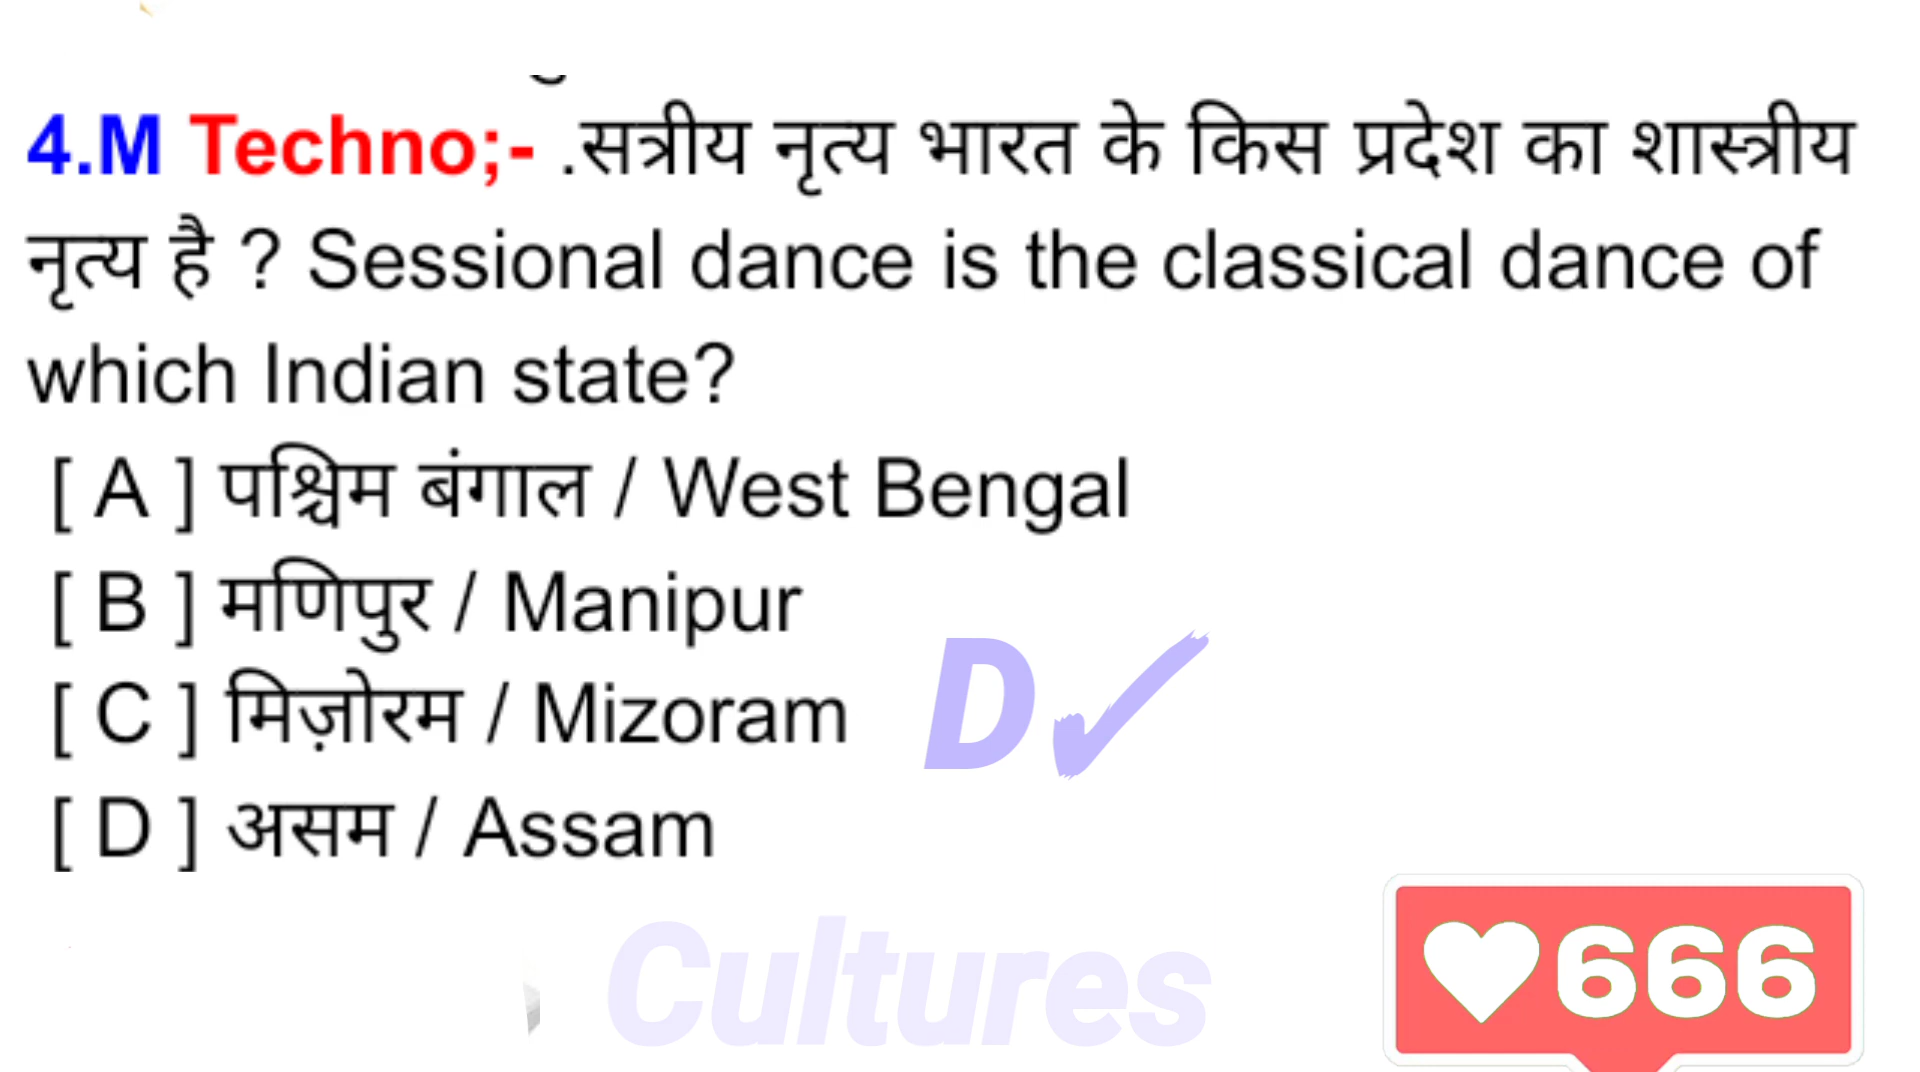 4.M Techno;- .सत्रीय नृत्य भारत के किस प्रदेश का शास्त्रीय
नृत्य है ? Sessional dance is the classical dance of
which Indian state?
[ A ] पश्चिम बंगाल / West Bengal
[ B ] मणिपुर / Manipur
[ C ] मिज़ोरम / Mizoram
D✓
[ D ] असम / Assam
Cultures
666